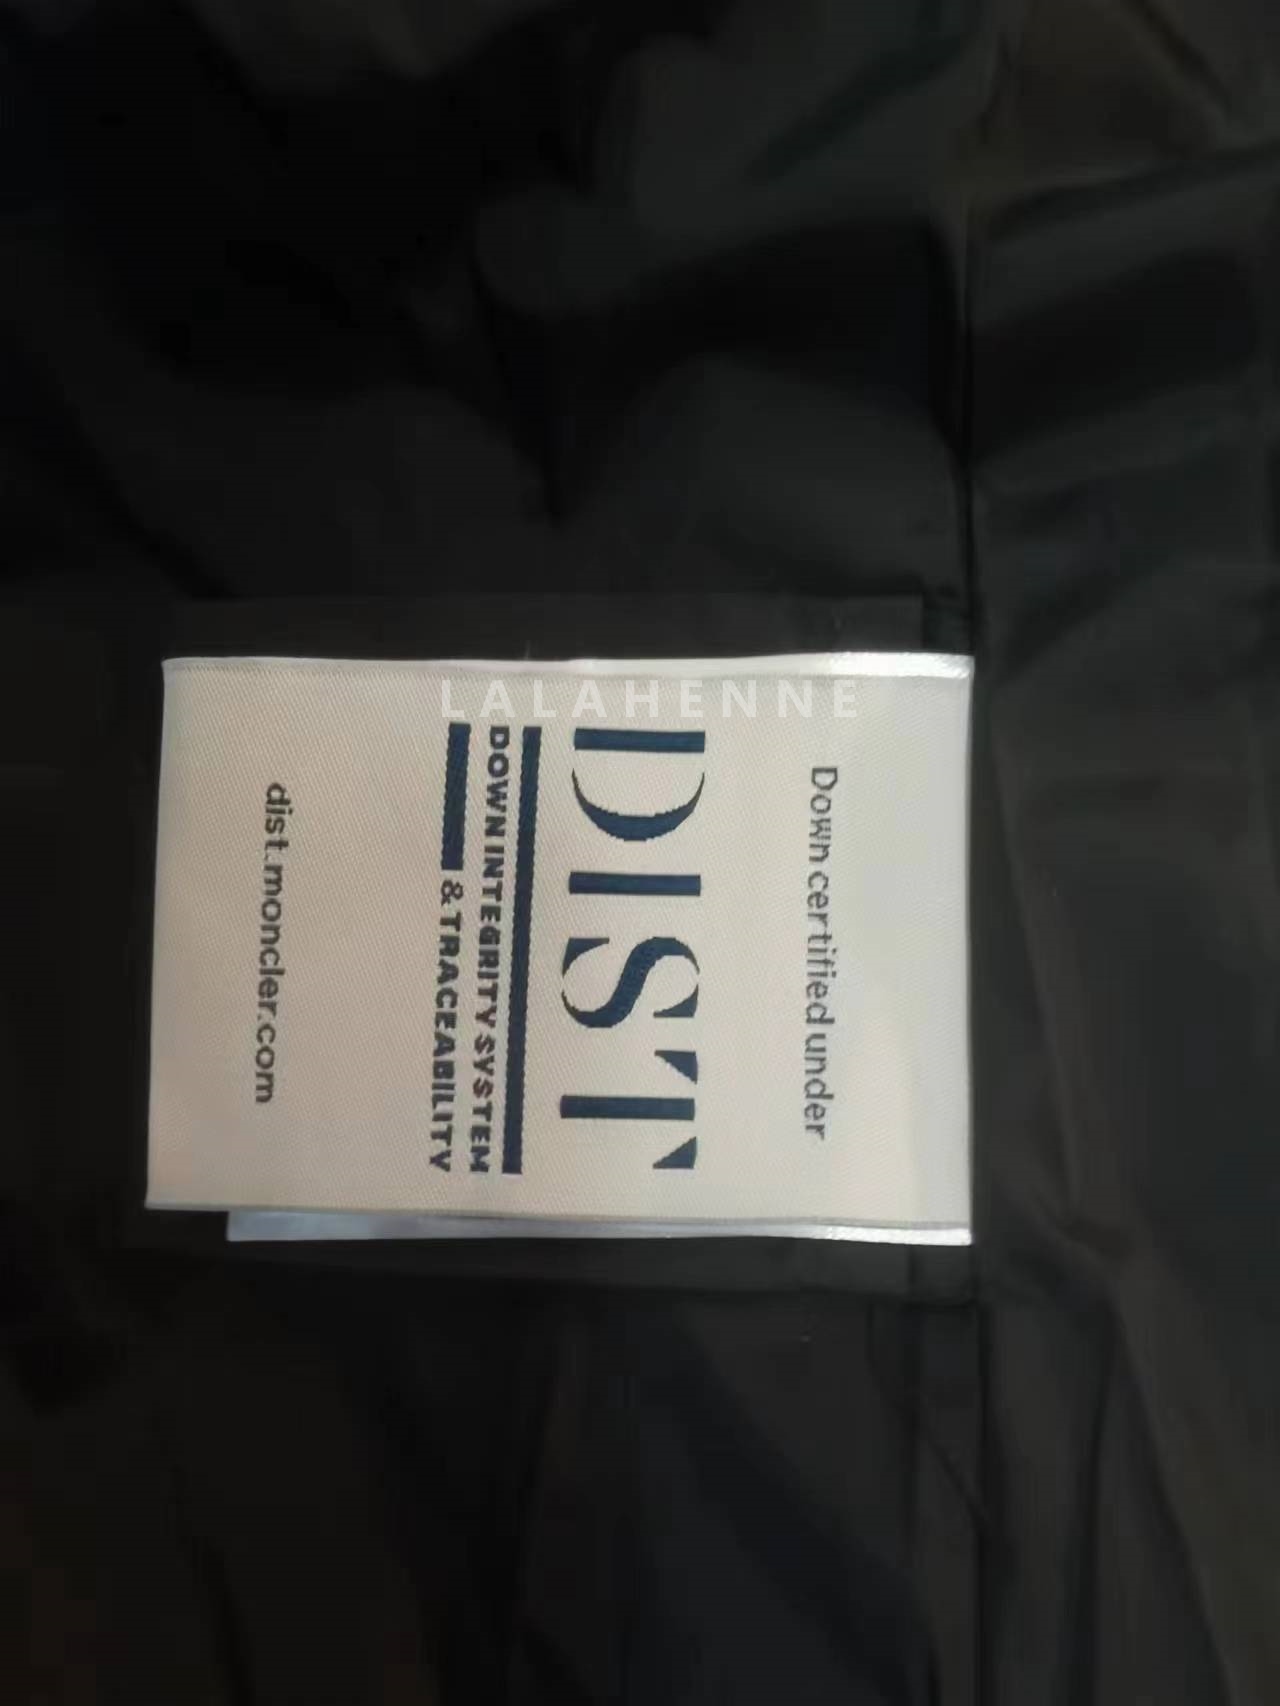 LALAHENNE
Down certified under
DIST
DOWN INTEGRITY SYSTEM
& TRACEABILITY
dist.moncler.com